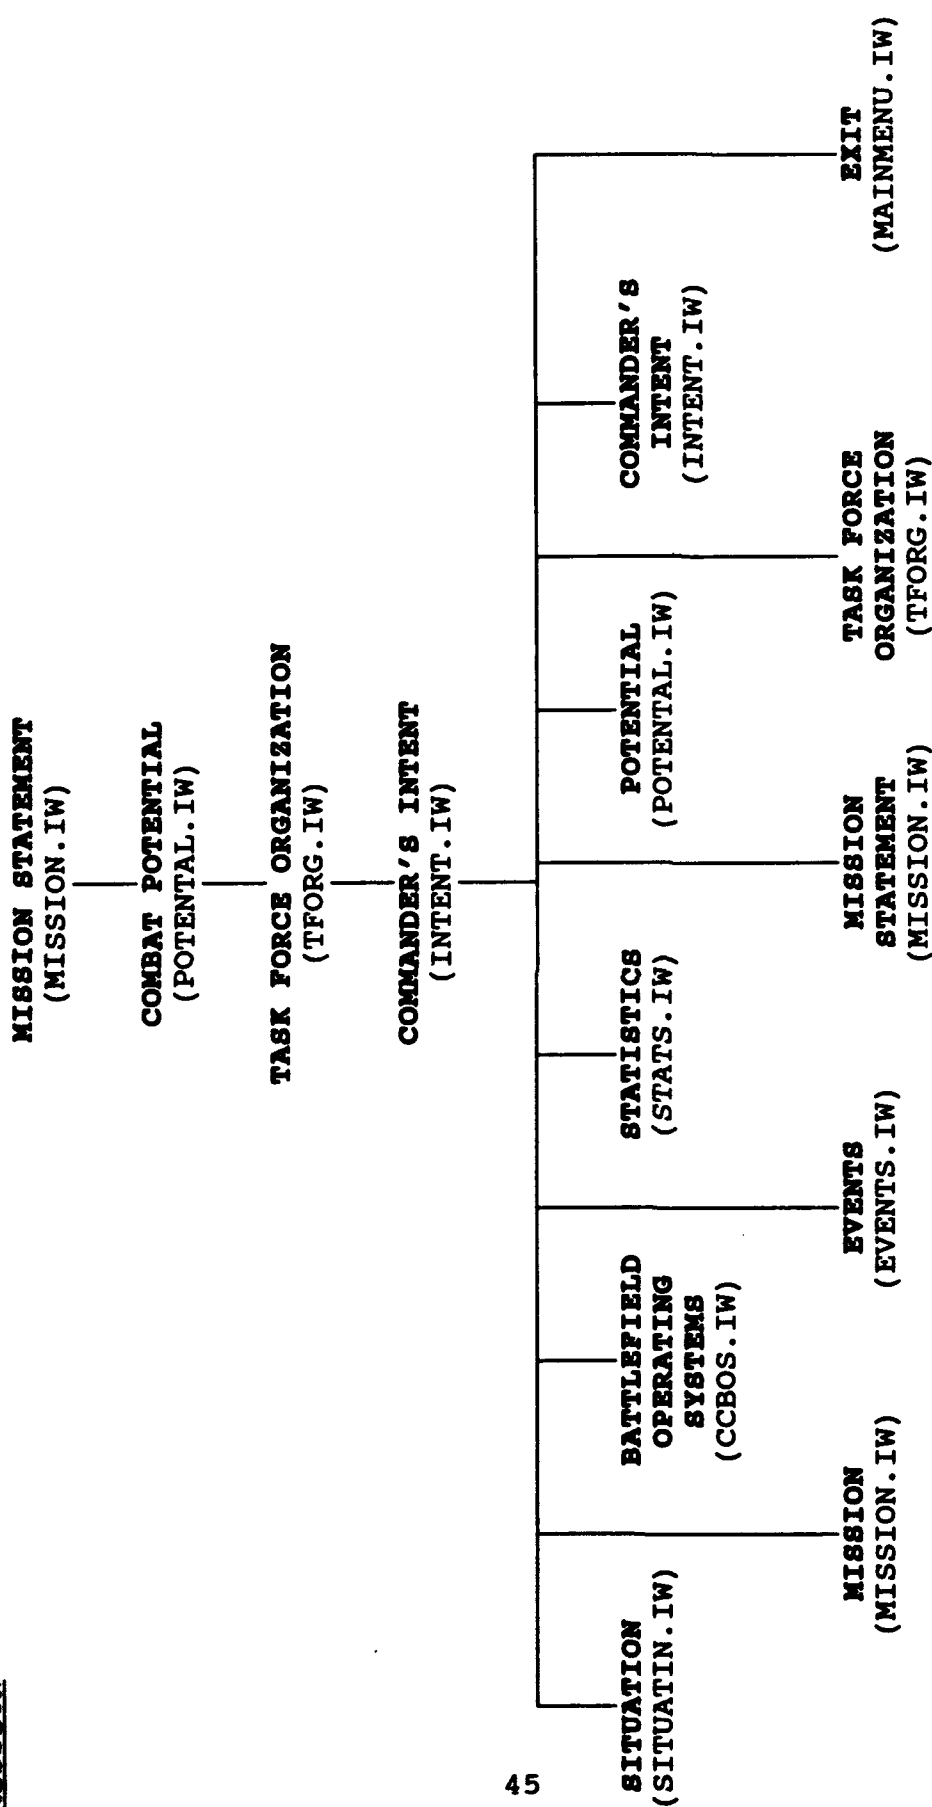 MISSION STATEMENT
(MISSION.IW)
COMBAT POTENTIAL
(POTENTAL.IW)
TASK FORCE ORGANIZATION
(TFORG.IW)
COMMANDER'S INTENT
(INTENT.IW)
SITUATION
(SITUATIN.IW)
BATTLEFIELD
OPERATING
SYSTEMS
(CCBOS.IW)
STATISTICS
(STATS.IW)
POTENTIAL
(POTENTAL.IW)
COMMANDER'S
INTENT
(INTENT.IW)
MISSION
(MISSION.IW)
EVENTS
(EVENTS.IW)
MISSION
STATEMENT
(MISSION.IW)
TASK FORCE
ORGANIZATION
(TFORG.IW)
EXIT
(MAINMENU.IW)
45